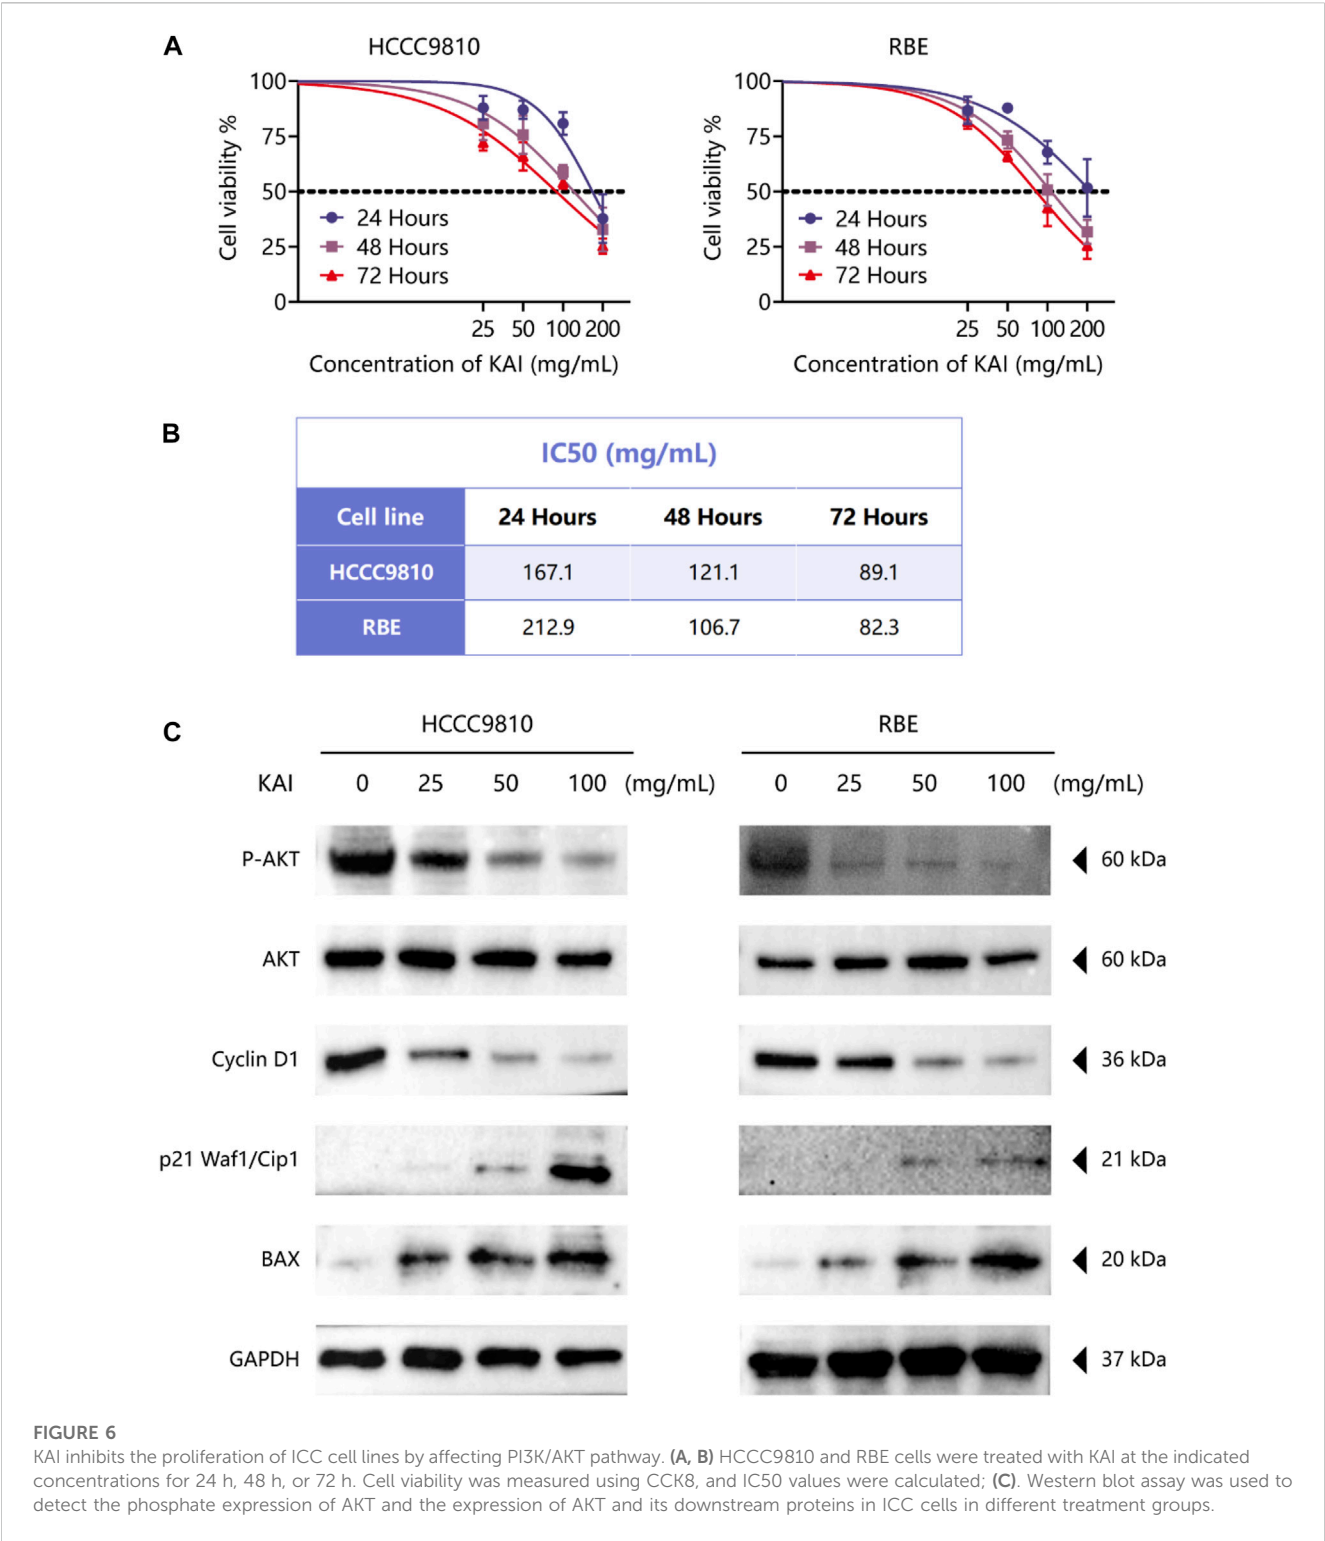 A
HCCC9810
RBE
Cell viability %
100
75
50
25
0
24 Hours
48 Hours
72 Hours
25 50 100 200
Concentration of KAI (mg/mL)
Cell viability %
100
75
50
25
0
24 Hours
48 Hours
72 Hours
25 50 100 200
Concentration of KAI (mg/mL)
B
IC50 (mg/mL)
Cell line 24 Hours 48 Hours 72 Hours
HCCC9810 167.1 121.1 89.1
RBE 212.9 106.7 82.3
C
HCCC9810 RBE
KAI 0 25 50 100 (mg/mL) 0 25 50 100 (mg/mL)
P-AKT 60 kDa
AKT 60 kDa
Cyclin D1 36 kDa
p21 Waf1/Cip1 21 kDa
BAX 20 kDa
GAPDH 37 kDa
FIGURE 6
KAI inhibits the proliferation of ICC cell lines by affecting PI3K/AKT pathway. (A, B) HCCC9810 and RBE cells were treated with KAI at the indicated
concentrations for 24 h, 48 h, or 72 h. Cell viability was measured using CCK8, and IC50 values were calculated; (C). Western blot assay was used to
detect the phosphate expression of AKT and the expression of AKT and its downstream proteins in ICC cells in different treatment groups.